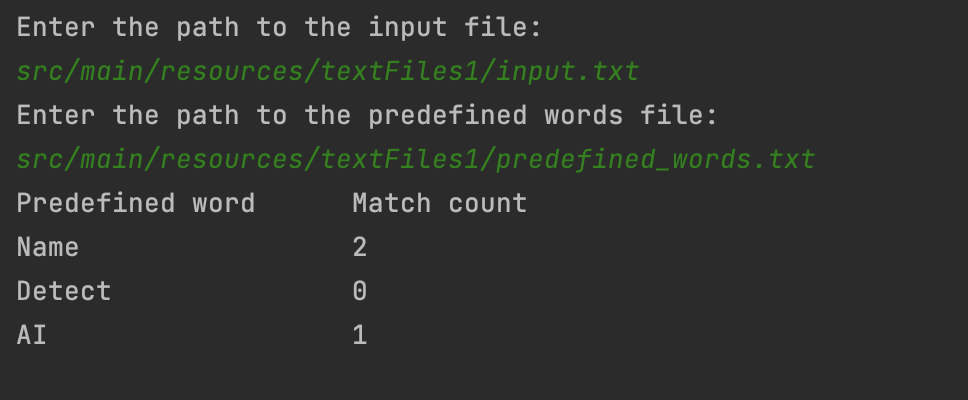 Enter the path to the input file:
src/main/resources/textFiles1/input.txt
Enter the path to the predefined words file:
src/main/resources/textFiles1/predefined_words.txt
Predefined word      Match count
Name                 2
Detect               0
AI                   1